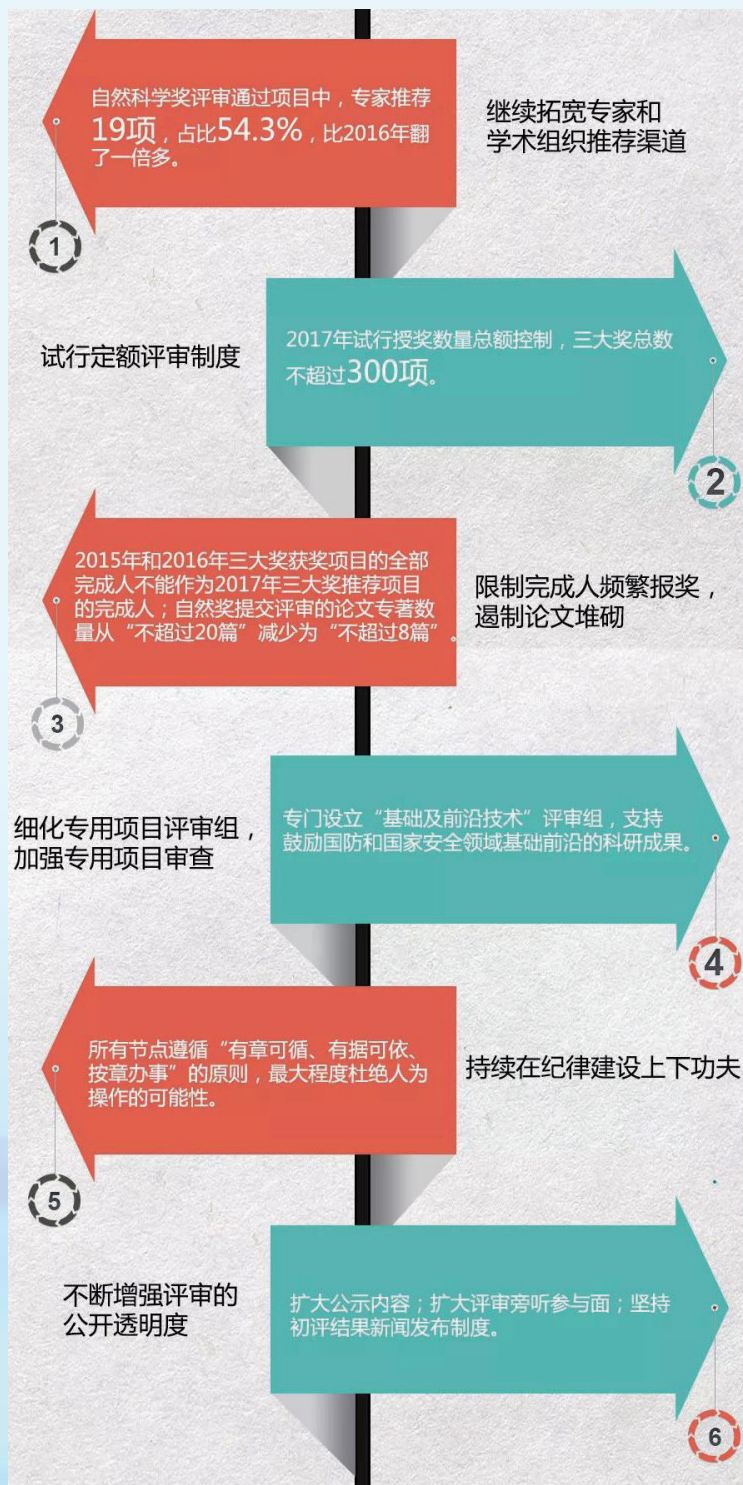 自然科学奖评审通过项目中，专家推荐
19项，占比54.3%，比2016年翻
了一倍多。
继续拓宽专家和
学术组织推荐渠道
1
试行定额评审制度
2017年试行授奖数量总额控制，三大奖总数
不超过300项。
2
2015年和2016年三大奖获奖项目的全部
完成人不能作为2017年三大奖推荐项目
的完成人；自然奖提交评审的论文专著数
量从“不超过20篇”减少为“不超过8篇”。
限制完成人频繁报奖，
遏制论文堆砌
3
细化专用项目评审组，
加强专用项目审查
专门设立“基础及前沿技术”评审组，支持
鼓励国防和国家安全领域基础前沿的科研成果。
4
所有节点遵循“有章可循、有据可依、
按章办事”的原则，最大程度杜绝人为
操作的可能性。
持续在纪律建设上下功夫
5
不断增强评审的
公开透明度
扩大公示内容；扩大评审旁听参与面；坚持
初评结果新闻发布制度。
6